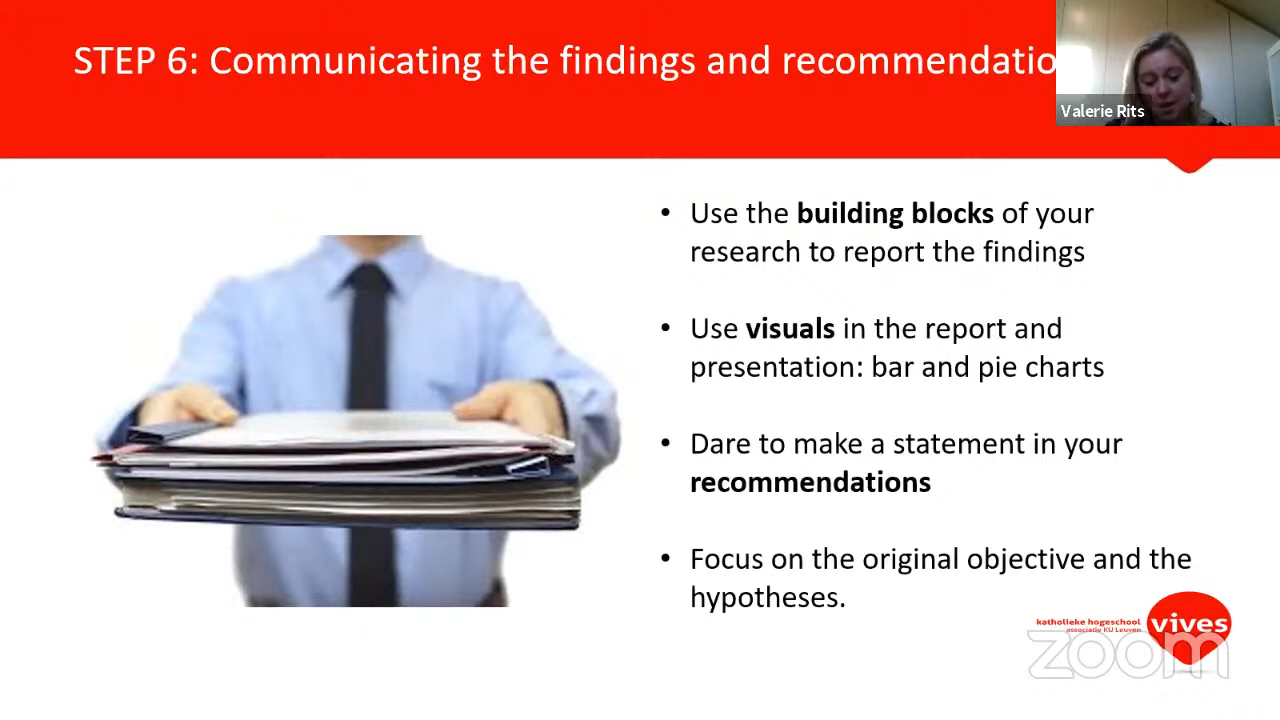 STEP 6: Communicating the findings and recommendatio
Valerie Rits
• Use the building blocks of your
research to report the findings
• Use visuals in the report and
presentation: bar and pie charts
• Dare to make a statement in your
recommendations
• Focus on the original objective and the
hypotheses.
katholieke hogeschool
associatie KU Leuven
vives
zoom